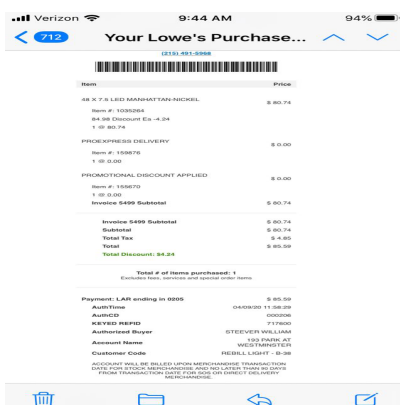 Verizon 9:44 AM 94%
712 Your Lowe's Purchase...
(215) 491-5966
Item Price
48 X 7.5 LED MANHATTAN-NICKEL $ 80.74
Item #: 1035264
84.98 Discount Ea -4.24
1 @ 80.74
PROEXPRESS DELIVERY $ 0.00
Item #: 159876
1 @ 0.00
PROMOTIONAL DISCOUNT APPLIED $ 0.00
Item #: 155670
1 @ 0.00
Invoice 5499 Subtotal $ 80.74
Invoice 5499 Subtotal $ 80.74
Subtotal $ 80.74
Total Tax $ 4.85
Total $ 85.59
Total Discount: $4.24
Total # of items purchased: 1
Excludes fees, services and special order items
Payment: LAR ending in 0205 $ 85.59
AuthTime 04/09/20 11:58:29
AuthCD 000206
KEYED REFID 717600
Authorized Buyer STEEVER WILLIAM
Account Name 193 PARK AT
WESTMINSTER
Customer Code REBILL LIGHT - B-38
ACCOUNT WILL BE BILLED UPON MERCHANDISE TRANSACTION
DATE FOR STOCK MERCHANDISE AND NO LATER THAN 90 DAYS
FROM TRANSACTION DATE FOR SOS OR DIRECT DELIVERY
MERCHANDISE.